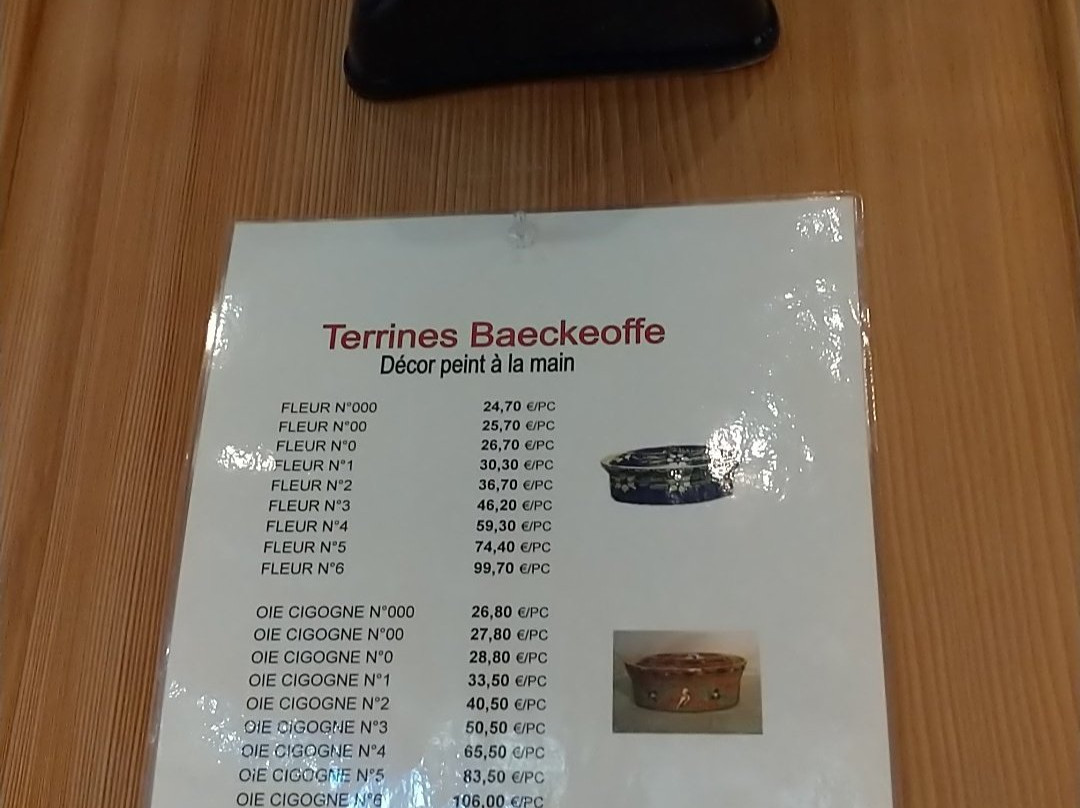 Terrines Baeckeoffe
Décor peint à la main
FLEUR N°000 24,70 €/PC
FLEUR N°00 25,70 €/PC
FLEUR N°0 26,70 €/PC
FLEUR N°1 30,30 €/PC
FLEUR N°2 36,70 €/PC
FLEUR N°3 46,20 €/PC
FLEUR N°4 59,30 €/PC
FLEUR N°5 74,40 €/PC
FLEUR N°6 99,70 €/PC
OIE CIGOGNE N°000 26,80 €/PC
OIE CIGOGNE N°00 27,80 €/PC
OIE CIGOGNE N°0 28,80 €/PC
OIE CIGOGNE N°1 33,50 €/PC
OIE CIGOGNE N°2 40,50 €/PC
OIE CIGOGNE N°3 50,50 €/PC
OIE CIGOGNE N°4 65,50 €/PC
OIE CIGOGNE N°5 83,50 €/PC
OIE CIGOGNE N°6 106,00 €/PC